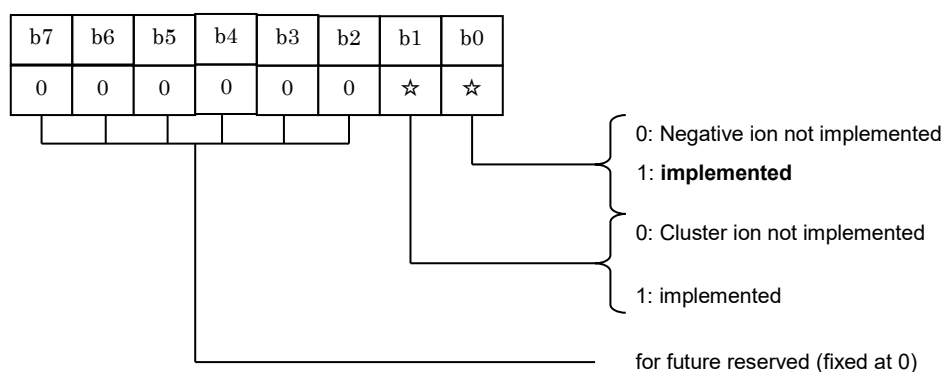 b7 b6 b5 b4 b3 b2 b1 b0
0 0 0 0 0 0 ☆ ☆
0: Negative ion not implemented
1: implemented
0: Cluster ion not implemented
1: implemented
for future reserved (fixed at 0)